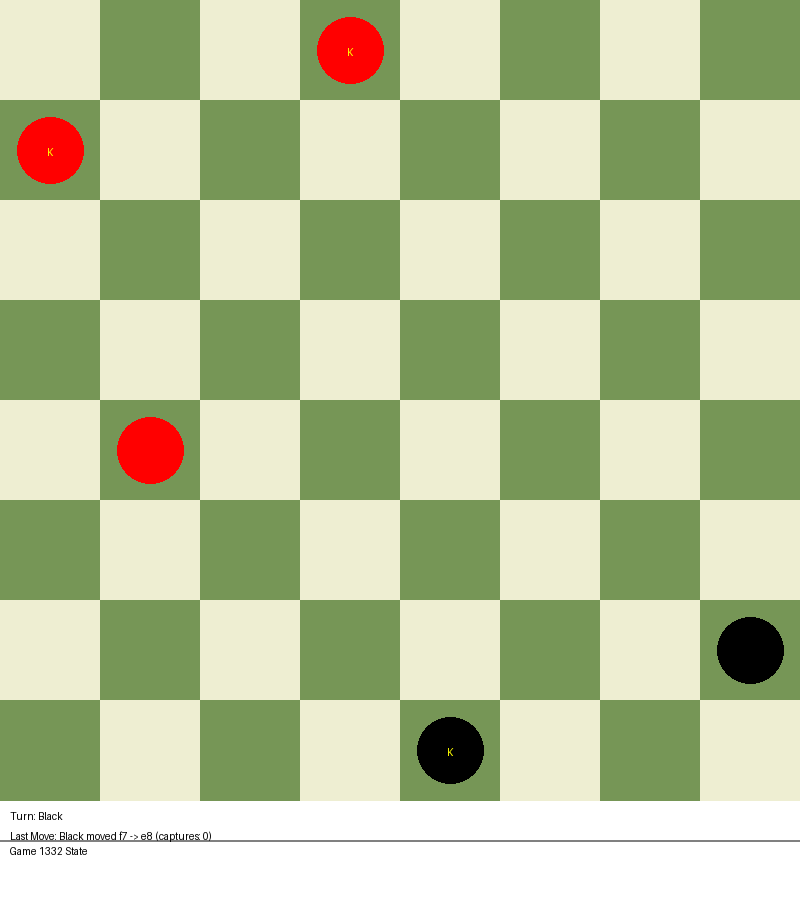 K
K
K
Turn: Black
Last Move: Black moved f7 -> e8 (captures: 0)
Game 1332 State